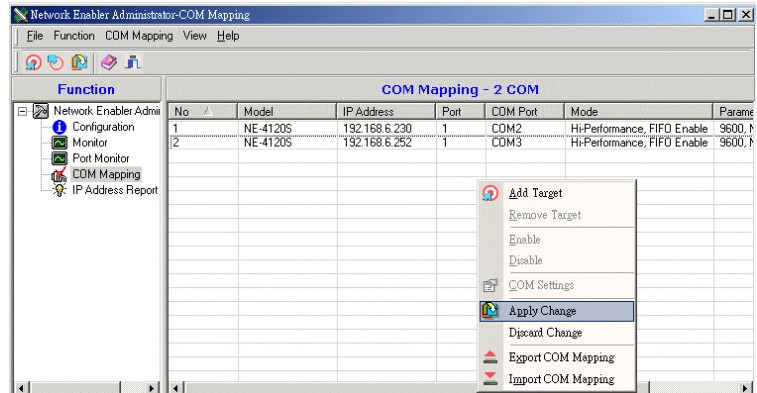 Network Enabler Administrator-COM Mapping
File Function COM Mapping View Help
Function
COM Mapping - 2 COM
Network Enabler Admi
Configuration
Monitor
Port Monitor
COM Mapping
IP Address Report
No Model IP Address Port COM Port Mode Parame
1 NE-4120S 192.168.6.230 1 COM2 Hi-Performance, FIFO Enable 9600, N
2 NE-4120S 192.168.6.252 1 COM3 Hi-Performance, FIFO Enable 9600, N
Add Target
Remove Target
Enable
Disable
COM Settings
Apply Change
Discard Change
Export COM Mapping
Import COM Mapping